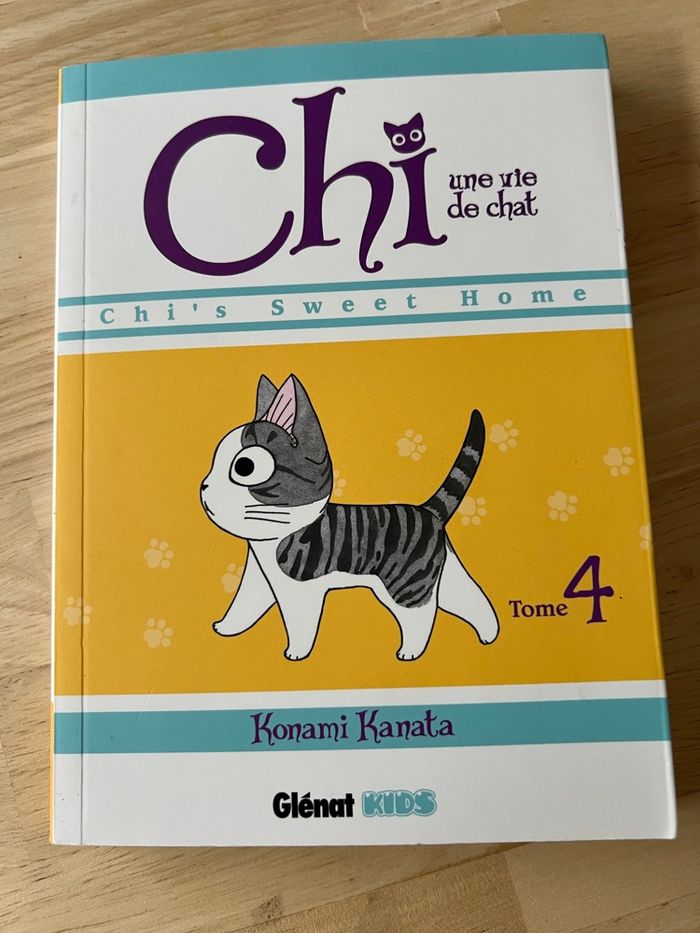 Chi
une vie
de chat
Chi's Sweet Home
Tome 4
Konami Kanata
Glénat KIDS